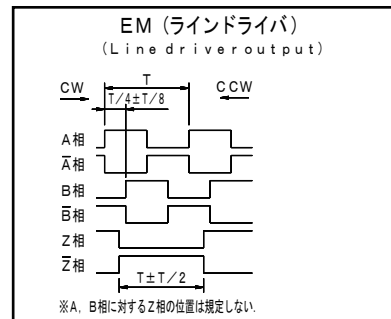 EM（ラインドライバ）
(Line driver output)
T
CW
CCW
T/4±T/8
A相
A̅相
B相
B̅相
Z相
Z̅相
T±T/2
※A, B相に対するZ相の位置は規定しない.